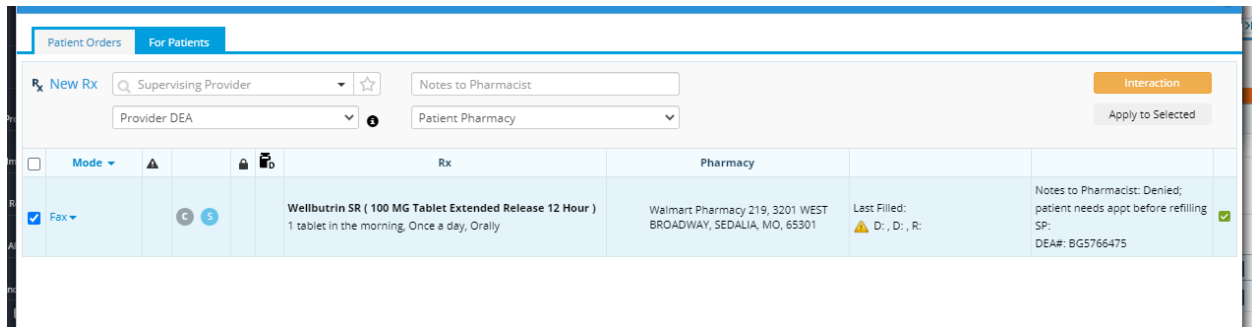 Patient Orders
For Patients
Rx New Rx
Supervising Provider
Notes to Pharmacist
Interaction
Provider DEA
Patient Pharmacy
Apply to Selected
Mode
D
Rx
Pharmacy
Fax
C S
Wellbutrin SR ( 100 MG Tablet Extended Release 12 Hour )
1 tablet in the morning, Once a day, Orally
Walmart Pharmacy 219, 3201 WEST
BROADWAY, SEDALIA, MO, 65301
Last Filled:
D: , D: , R:
Notes to Pharmacist: Denied;
patient needs appt before refilling
SP:
DEA#: BG5766475